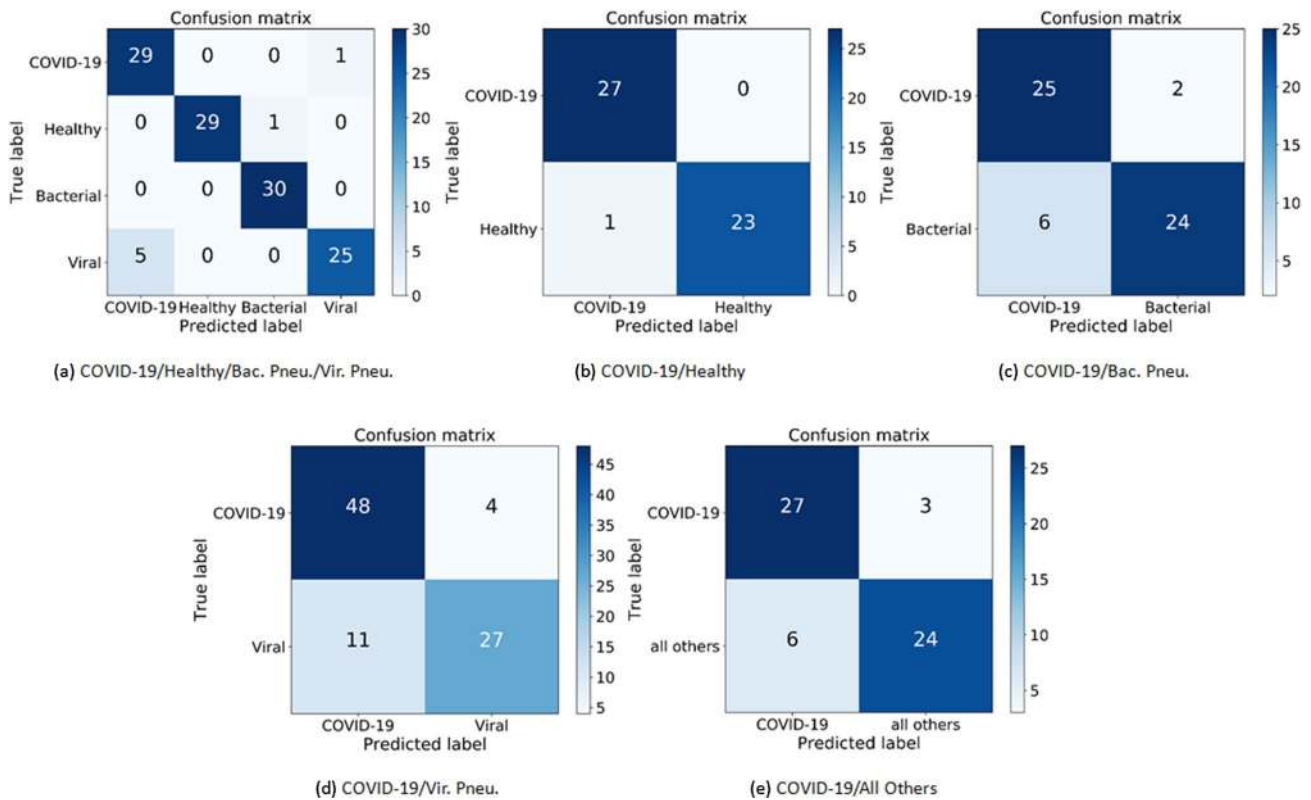 Confusion matrix
COVID-19 29 0 0 1
Healthy 0 29 1 0
Bacterial 0 0 30 0
Viral 5 0 0 25
COVID-19 Healthy Bacterial Viral
Predicted label
True label
30
25
20
15
10
5
0
(a) COVID-19/Healthy/Bac. Pneu./Vir. Pneu.
Confusion matrix
COVID-19 27 0
Healthy 1 23
COVID-19 Healthy
Predicted label
True label
25
20
15
10
5
0
(b) COVID-19/Healthy
Confusion matrix
COVID-19 25 2
Bacterial 6 24
COVID-19 Bacterial
Predicted label
True label
25
20
15
10
5
(c) COVID-19/Bac. Pneu.
Confusion matrix
COVID-19 48 4
Viral 11 27
COVID-19 Viral
Predicted label
True label
45
40
35
30
25
20
15
10
5
(d) COVID-19/Vir. Pneu.
Confusion matrix
COVID-19 27 3
all others 6 24
COVID-19 all others
Predicted label
True label
25
20
15
10
5
(e) COVID-19/All Others